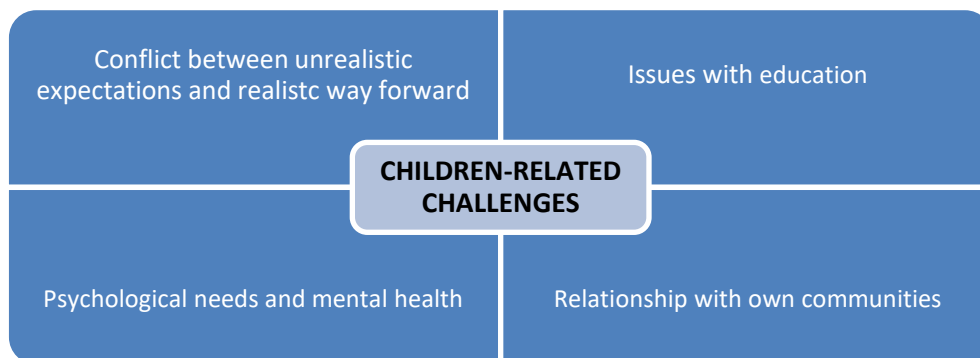 Conflict between unrealistic
expectations and realistc way forward
Issues with education
CHILDREN-RELATED
CHALLENGES
Psychological needs and mental health
Relationship with own communities